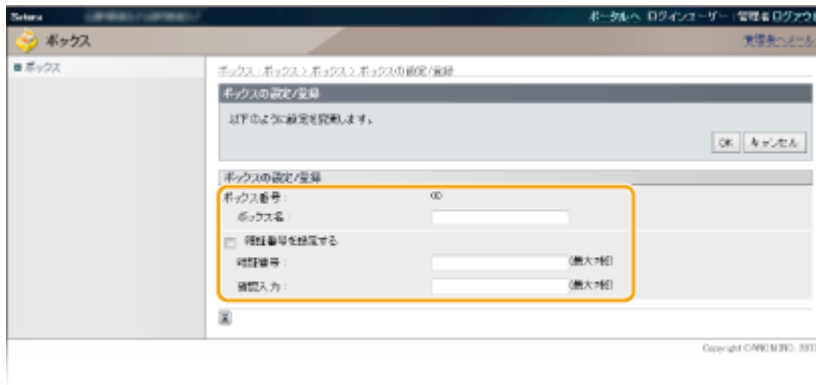 Satera
ポータルへ ログインユーザー: 管理者 ログアウト
ボックス
管理者へメール
ボックス
ボックス : ボックス > ボックス > ボックスの設定/登録
ボックスの設定/登録
以下のように設定を変更します。
OK キャンセル
ボックスの設定/登録
ボックス番号 : 00
ボックス名 :
暗証番号を設定する
暗証番号 : (最大7桁)
確認入力 : (最大7桁)
Copyright CANON INC.